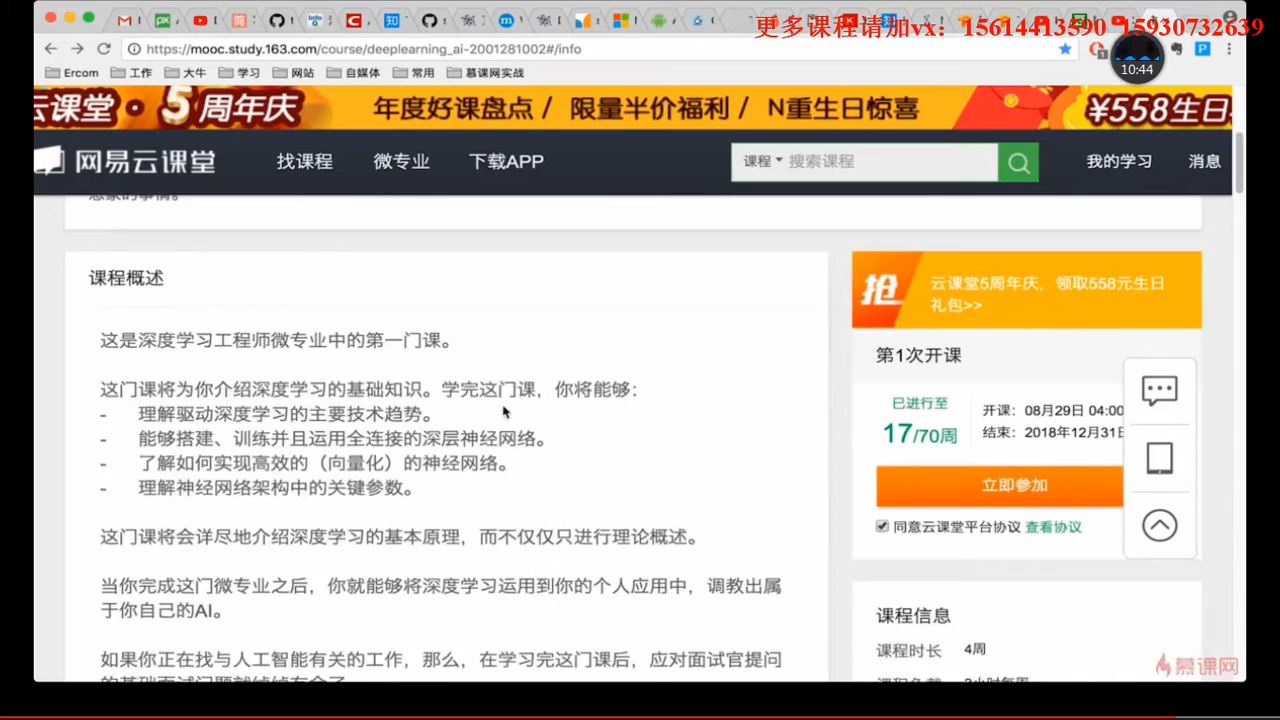 更多课程请加vx：15614413590 15930732639
https://mooc.study.163.com/course/deeplearning_ai-2001281002#/info
10:44
Ercom 工作 大牛 学习 网站 自媒体 常用 慕课网实战
云课堂·5周年庆 年度好课盘点 / 限量半价福利 / N重生日惊喜 ¥558生日
网易云课堂 找课程 微专业 下载APP 课程 搜索课程 我的学习 消息
课程概述
这是深度学习工程师微专业中的第一门课。
这门课将为你介绍深度学习的基础知识。学完这门课，你将能够：
- 理解驱动深度学习的主要技术趋势。
- 能够搭建、训练并且运用全连接的深层神经网络。
- 了解如何实现高效的（向量化）的神经网络。
- 理解神经网络架构中的关键参数。
这门课将会详尽地介绍深度学习的基本原理，而不仅仅只进行理论概述。
当你完成这门微专业之后，你就能够将深度学习运用到你的个人应用中，调教出属
于你自己的AI。
如果你正在找与人工智能有关的工作，那么，在学习完这门课后，应对面试官提问
抢
云课堂5周年庆，领取558元生日
礼包>>
第1次开课
已进行至
17/70周
开课：08月29日 04:00
结束：2018年12月31日
立即参加
同意云课堂平台协议 查看协议
课程信息
课程时长 4周
慕课网